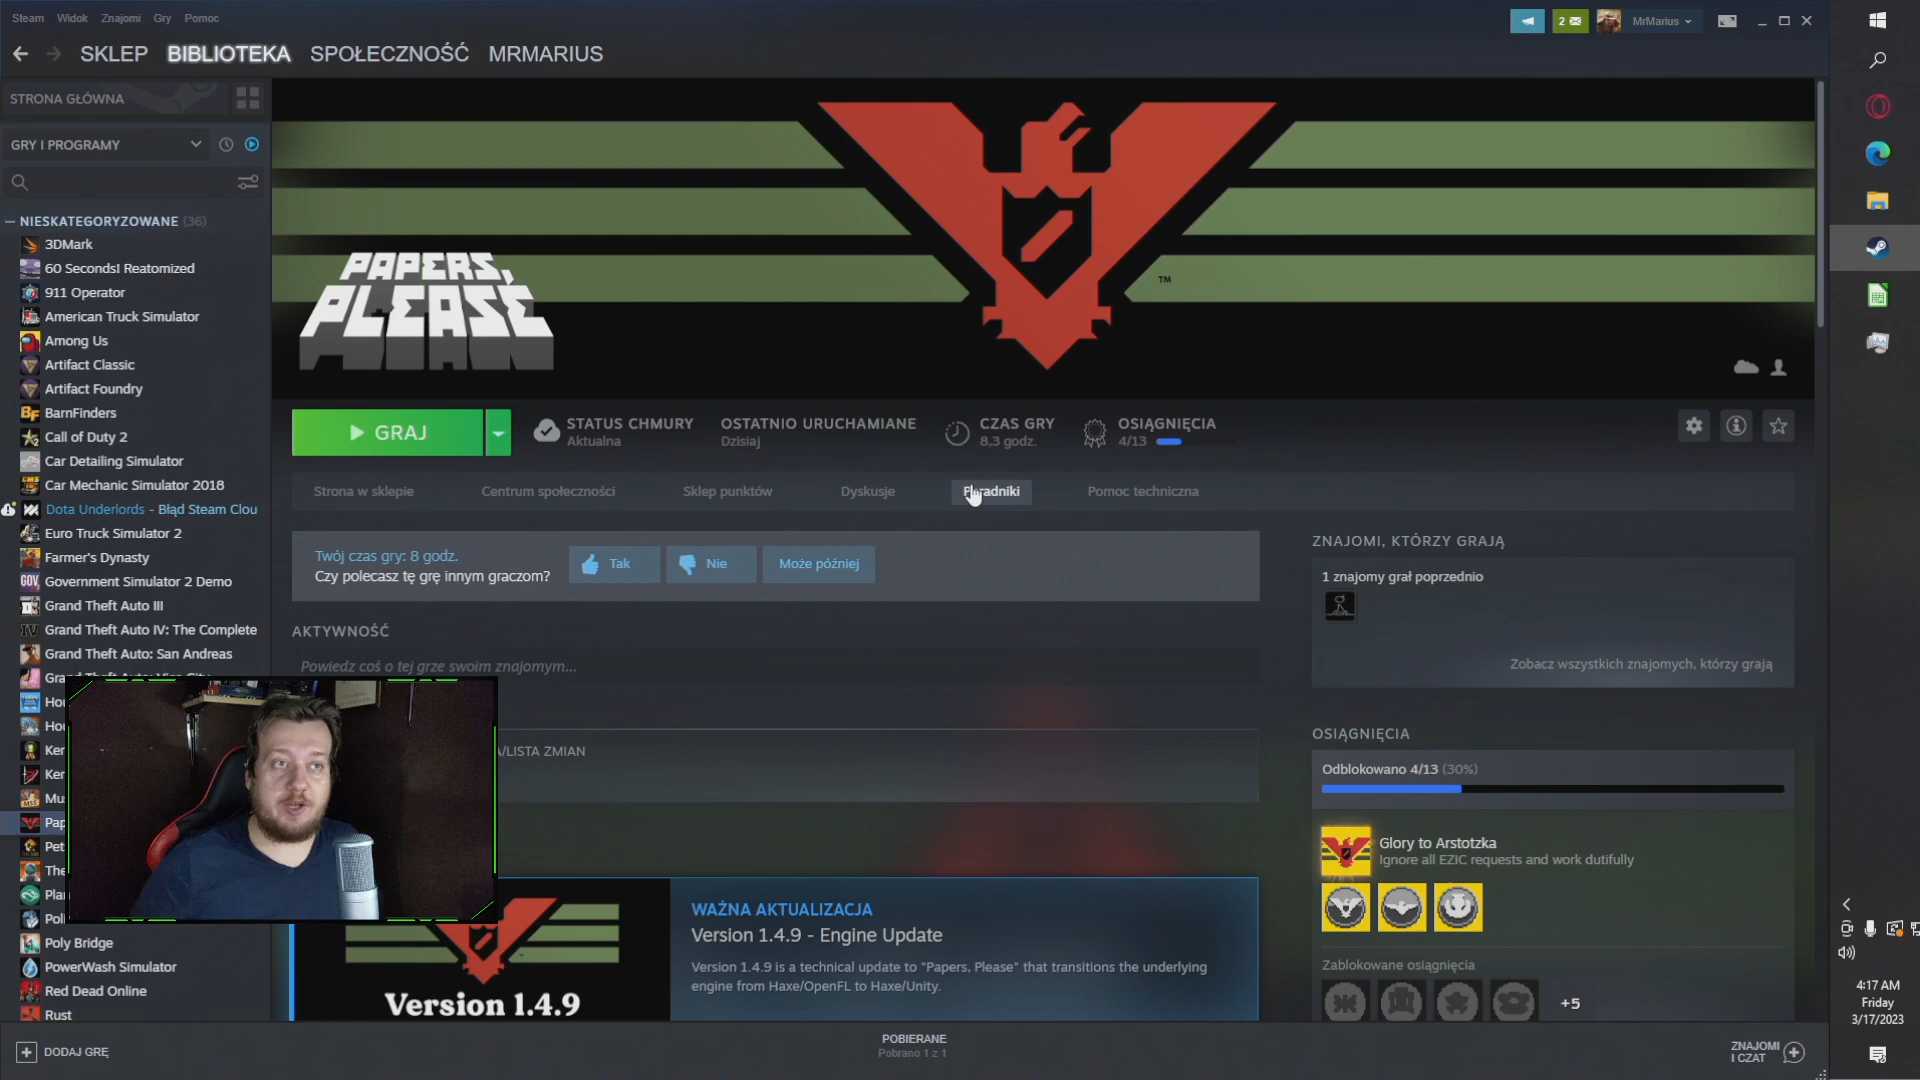 Steam Widok Znajomi Gry Pomoc
2
MrMarius
SKLEP BIBLIOTEKA SPOŁECZNOŚĆ MRMARIUS
STRONA GŁÓWNA
GRY I PROGRAMY
NIESKATEGORYZOWANE (36)
3DMark
60 Seconds! Reatomized
911 Operator
American Truck Simulator
Among Us
Artifact Classic
Artifact Foundry
BarnFinders
Call of Duty 2
Car Detailing Simulator
Car Mechanic Simulator 2018
Dota Underlords - Błąd Steam Clou
Euro Truck Simulator 2
Farmer's Dynasty
Government Simulator 2 Demo
Grand Theft Auto III
Grand Theft Auto IV: The Complete
Grand Theft Auto: San Andreas
Poly Bridge
PowerWash Simulator
Red Dead Online
Rust
DODAJ GRĘ
PAPERS,
PLEASE
TM
GRAJ
STATUS CHMURY
Aktualna
OSTATNIO URUCHAMIANE
Dzisiaj
CZAS GRY
8,3 godz.
OSIĄGNIĘCIA
4/13
Strona w sklepie Centrum społeczności Sklep punktów Dyskusje Poradniki Pomoc techniczna
Twój czas gry: 8 godz.
Czy polecasz tę grę innym graczom?
Tak Nie Może później
AKTYWNOŚĆ
Powiedz coś o tej grze swoim znajomym...
/LISTA ZMIAN
Version 1.4.9
WAŻNA AKTUALIZACJA
Version 1.4.9 - Engine Update
Version 1.4.9 is a technical update to "Papers, Please" that transitions the underlying
engine from Haxe/OpenFL to Haxe/Unity.
ZNAJOMI, KTÓRZY GRAJĄ
1 znajomy grał poprzednio
Zobacz wszystkich znajomych, którzy grają
OSIĄGNIĘCIA
Odblokowano 4/13 (30%)
Glory to Arstotzka
Ignore all EZIC requests and work dutifully
Zablokowane osiągnięcia
+5
POBIERANE
Pobrano 1 z 1
ZNAJOMI
I CZAT
4:17 AM
Friday
3/17/2023